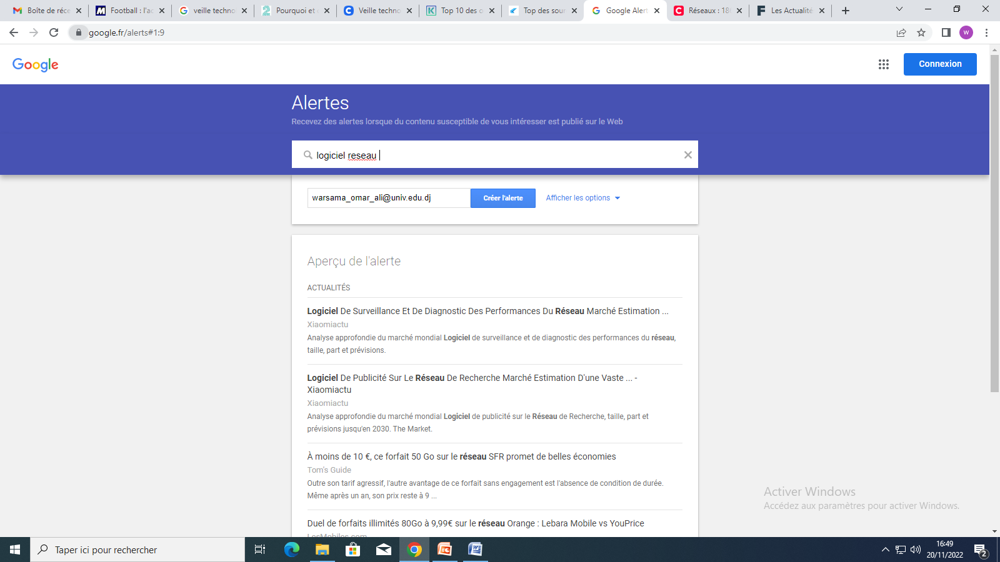 Boîte de réce
Football : l'ac
veille techno
Pourquoi et
Veille techno
Top 10 des o
Top des sour
Google Alert
Réseaux : 180
Les Actualité
google.fr/alerts#1:9
W
Google
Connexion
Alertes
Recevez des alertes lorsque du contenu susceptible de vous intéresser est publié sur le Web
logiciel reseau
warsama_omar_ali@univ.edu.dj
Créer l'alerte
Afficher les options
Aperçu de l'alerte
ACTUALITÉS
Logiciel De Surveillance Et De Diagnostic Des Performances Du Réseau Marché Estimation ...
Xiaomiactu
Analyse approfondie du marché mondial Logiciel de surveillance et de diagnostic des performances du réseau,
taille, part et prévisions.
Logiciel De Publicité Sur Le Réseau De Recherche Marché Estimation D'une Vaste ... -
Xiaomiactu
Xiaomiactu
Analyse approfondie du marché mondial Logiciel de publicité sur le Réseau de Recherche, taille, part et
prévisions jusqu'en 2030. The Market.
À moins de 10 €, ce forfait 50 Go sur le réseau SFR promet de belles économies
Tom's Guide
Outre son tarif agressif, l'autre avantage de ce forfait sans engagement est l'absence de condition de durée.
Même après un an, son prix reste à 9 ...
Activer Windows
Accédez aux paramètres pour activer Windows.
Duel de forfaits illimités 80Go à 9,99€ sur le réseau Orange : Lebara Mobile vs YouPrice
LesMobiles.com
Taper ici pour rechercher
16:49
20/11/2022
2